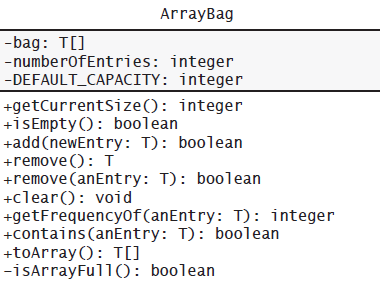 ArrayBag
-bag: T[]
-numberOfEntries: integer
-DEFAULT_CAPACITY: integer
+getCurrentSize(): integer
+isEmpty(): boolean
+add(newEntry: T): boolean
+remove(): T
+remove(anEntry: T): boolean
+clear(): void
+getFrequencyOf(anEntry: T): integer
+contains(anEntry: T): boolean
+toArray(): T[]
-isArrayFull(): boolean